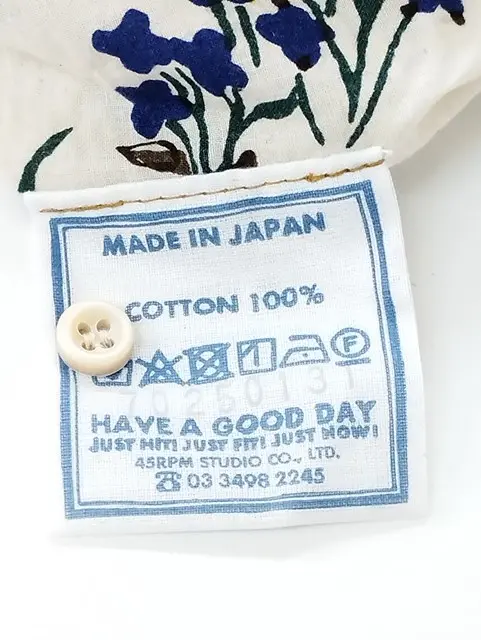 MADE IN JAPAN
COTTON 100%
F
70250131
HAVE A GOOD DAY
JUST HIT! JUST FIT! JUST NOW!
45RPM STUDIO CO., LTD.
☎ 03 3498 2245